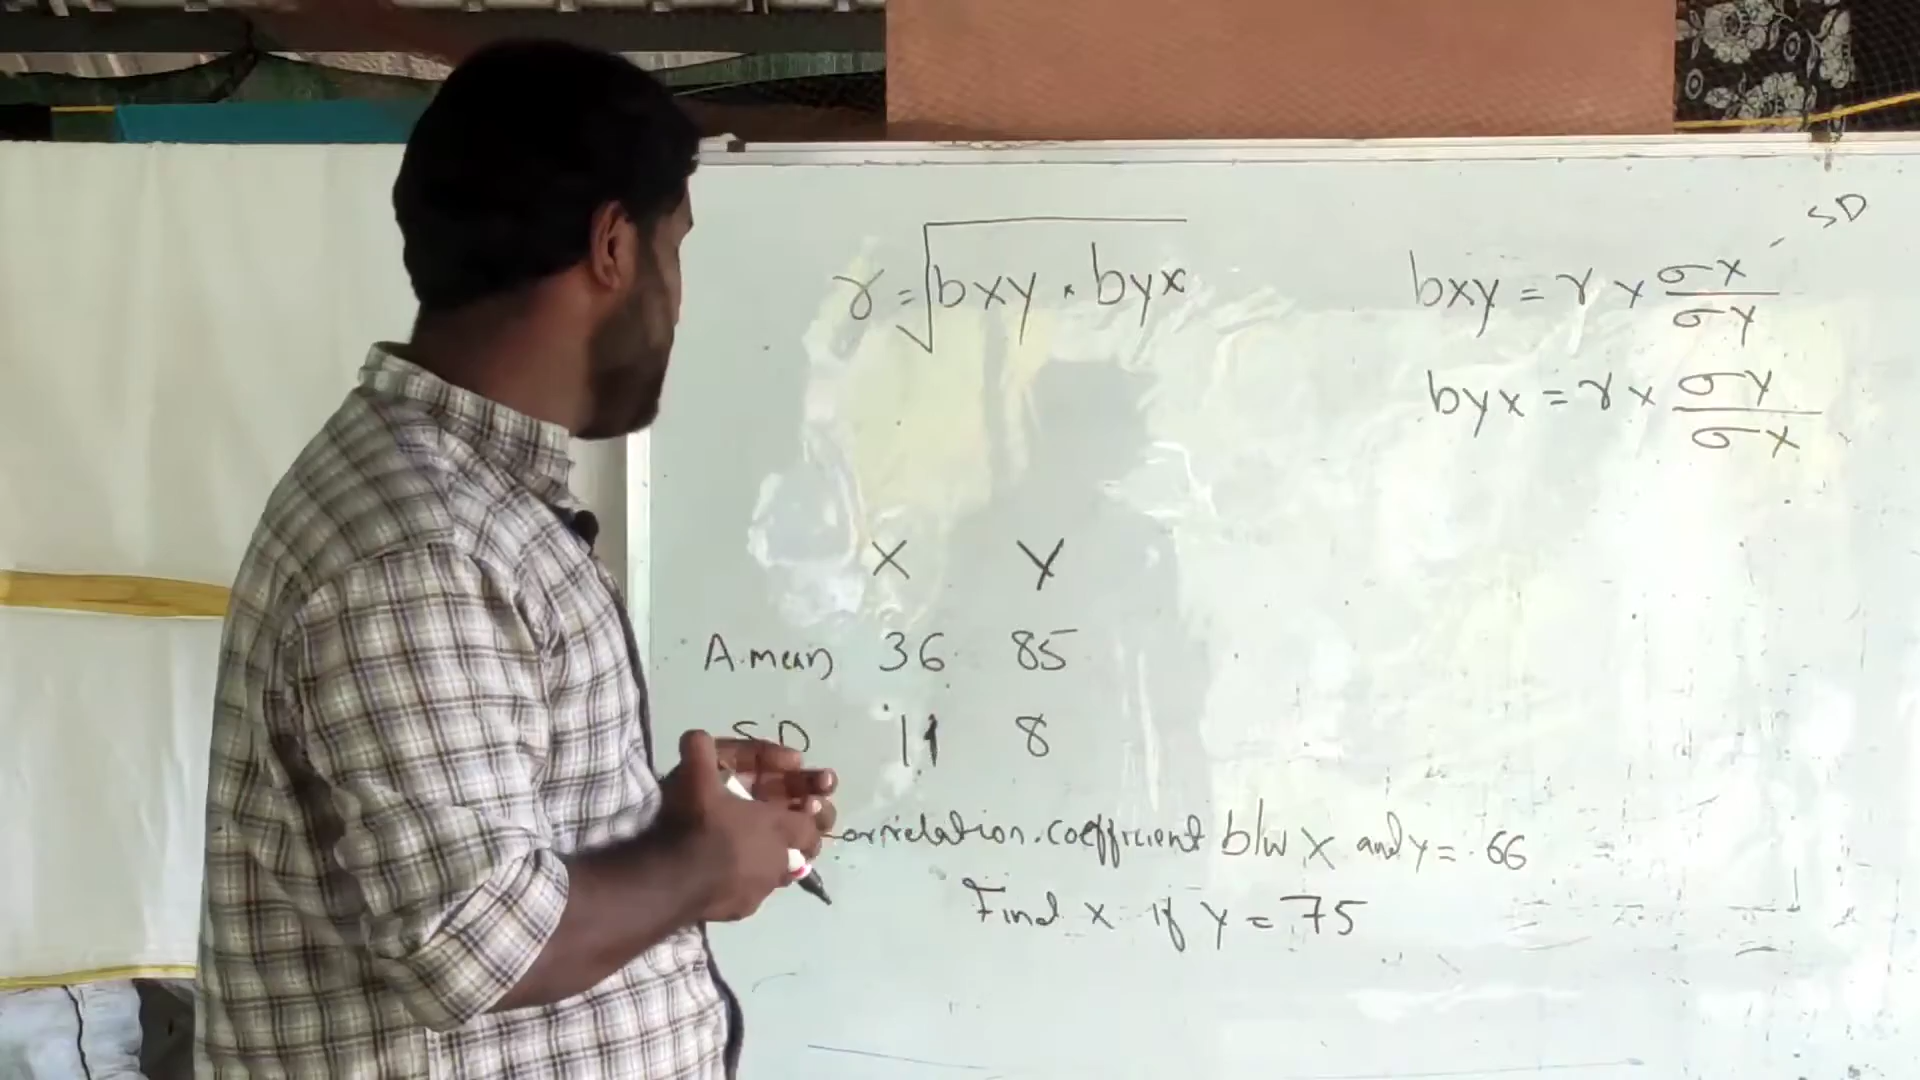 SD
r = √bxy × byx
bxy = r × σx / σy
byx = r × σy / σx
X Y
A.mean 36 85
SD 11 8
correlation.coefficient b/w X and y = .66
Find x if y = 75